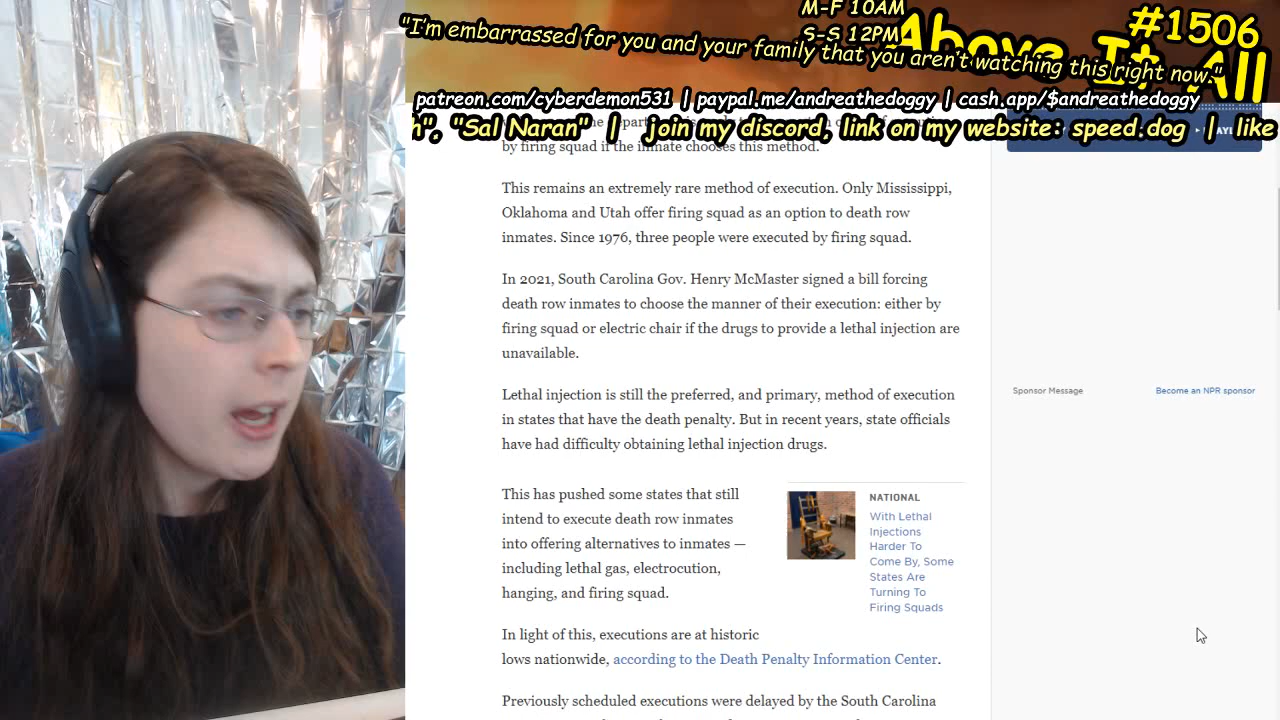 M-F 10AM
S-S 12PM
#1506
Above It All
"I'm embarrassed for you and your family that you aren't watching this right now."
patreon.com/cyberdemon531 | paypal.me/andreathedoggy | cash.app/$andreathedoggy
h", "Sal Naran" | join my discord, link on my website: speed.dog | like
by firing squad if the inmate chooses this method.
This remains an extremely rare method of execution. Only Mississippi,
Oklahoma and Utah offer firing squad as an option to death row
inmates. Since 1976, three people were executed by firing squad.
In 2021, South Carolina Gov. Henry McMaster signed a bill forcing
death row inmates to choose the manner of their execution: either by
firing squad or electric chair if the drugs to provide a lethal injection are
unavailable.
Lethal injection is still the preferred, and primary, method of execution
in states that have the death penalty. But in recent years, state officials
have had difficulty obtaining lethal injection drugs.
This has pushed some states that still
intend to execute death row inmates
into offering alternatives to inmates —
including lethal gas, electrocution,
hanging, and firing squad.
NATIONAL
With Lethal
Injections
Harder To
Come By, Some
States Are
Turning To
Firing Squads
In light of this, executions are at historic
lows nationwide, according to the Death Penalty Information Center.
Previously scheduled executions were delayed by the South Carolina
Sponsor Message
Become an NPR sponsor